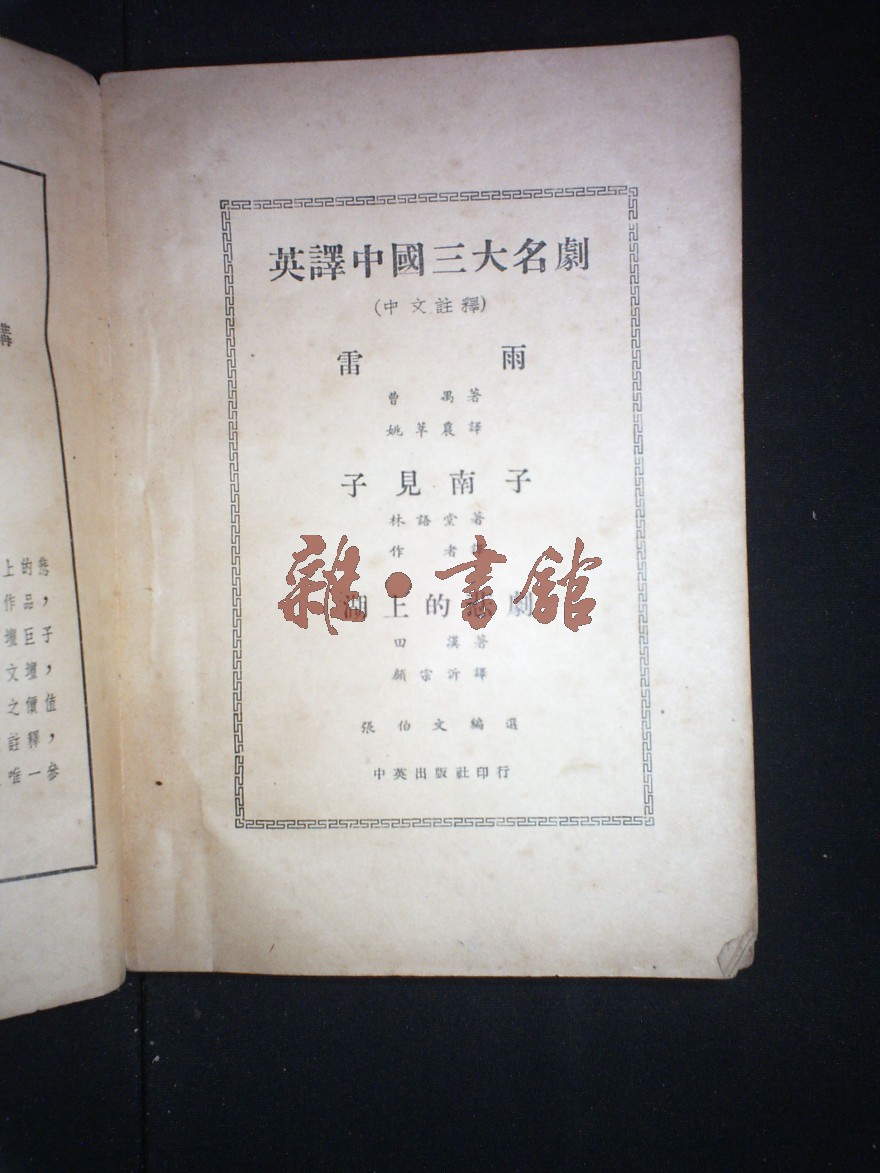 英譯中國三大名劇
(中文註釋)
雷雨
曹禺著
姚莘農譯
子見南子
林語堂著
作者譯
湖上的悲劇
田漢著
顧宗沂譯
張伯文編選
中英出版社印行
雜·書館
上的悲
作品，
壇巨子
文壇，
之價值
註釋，
唯一參